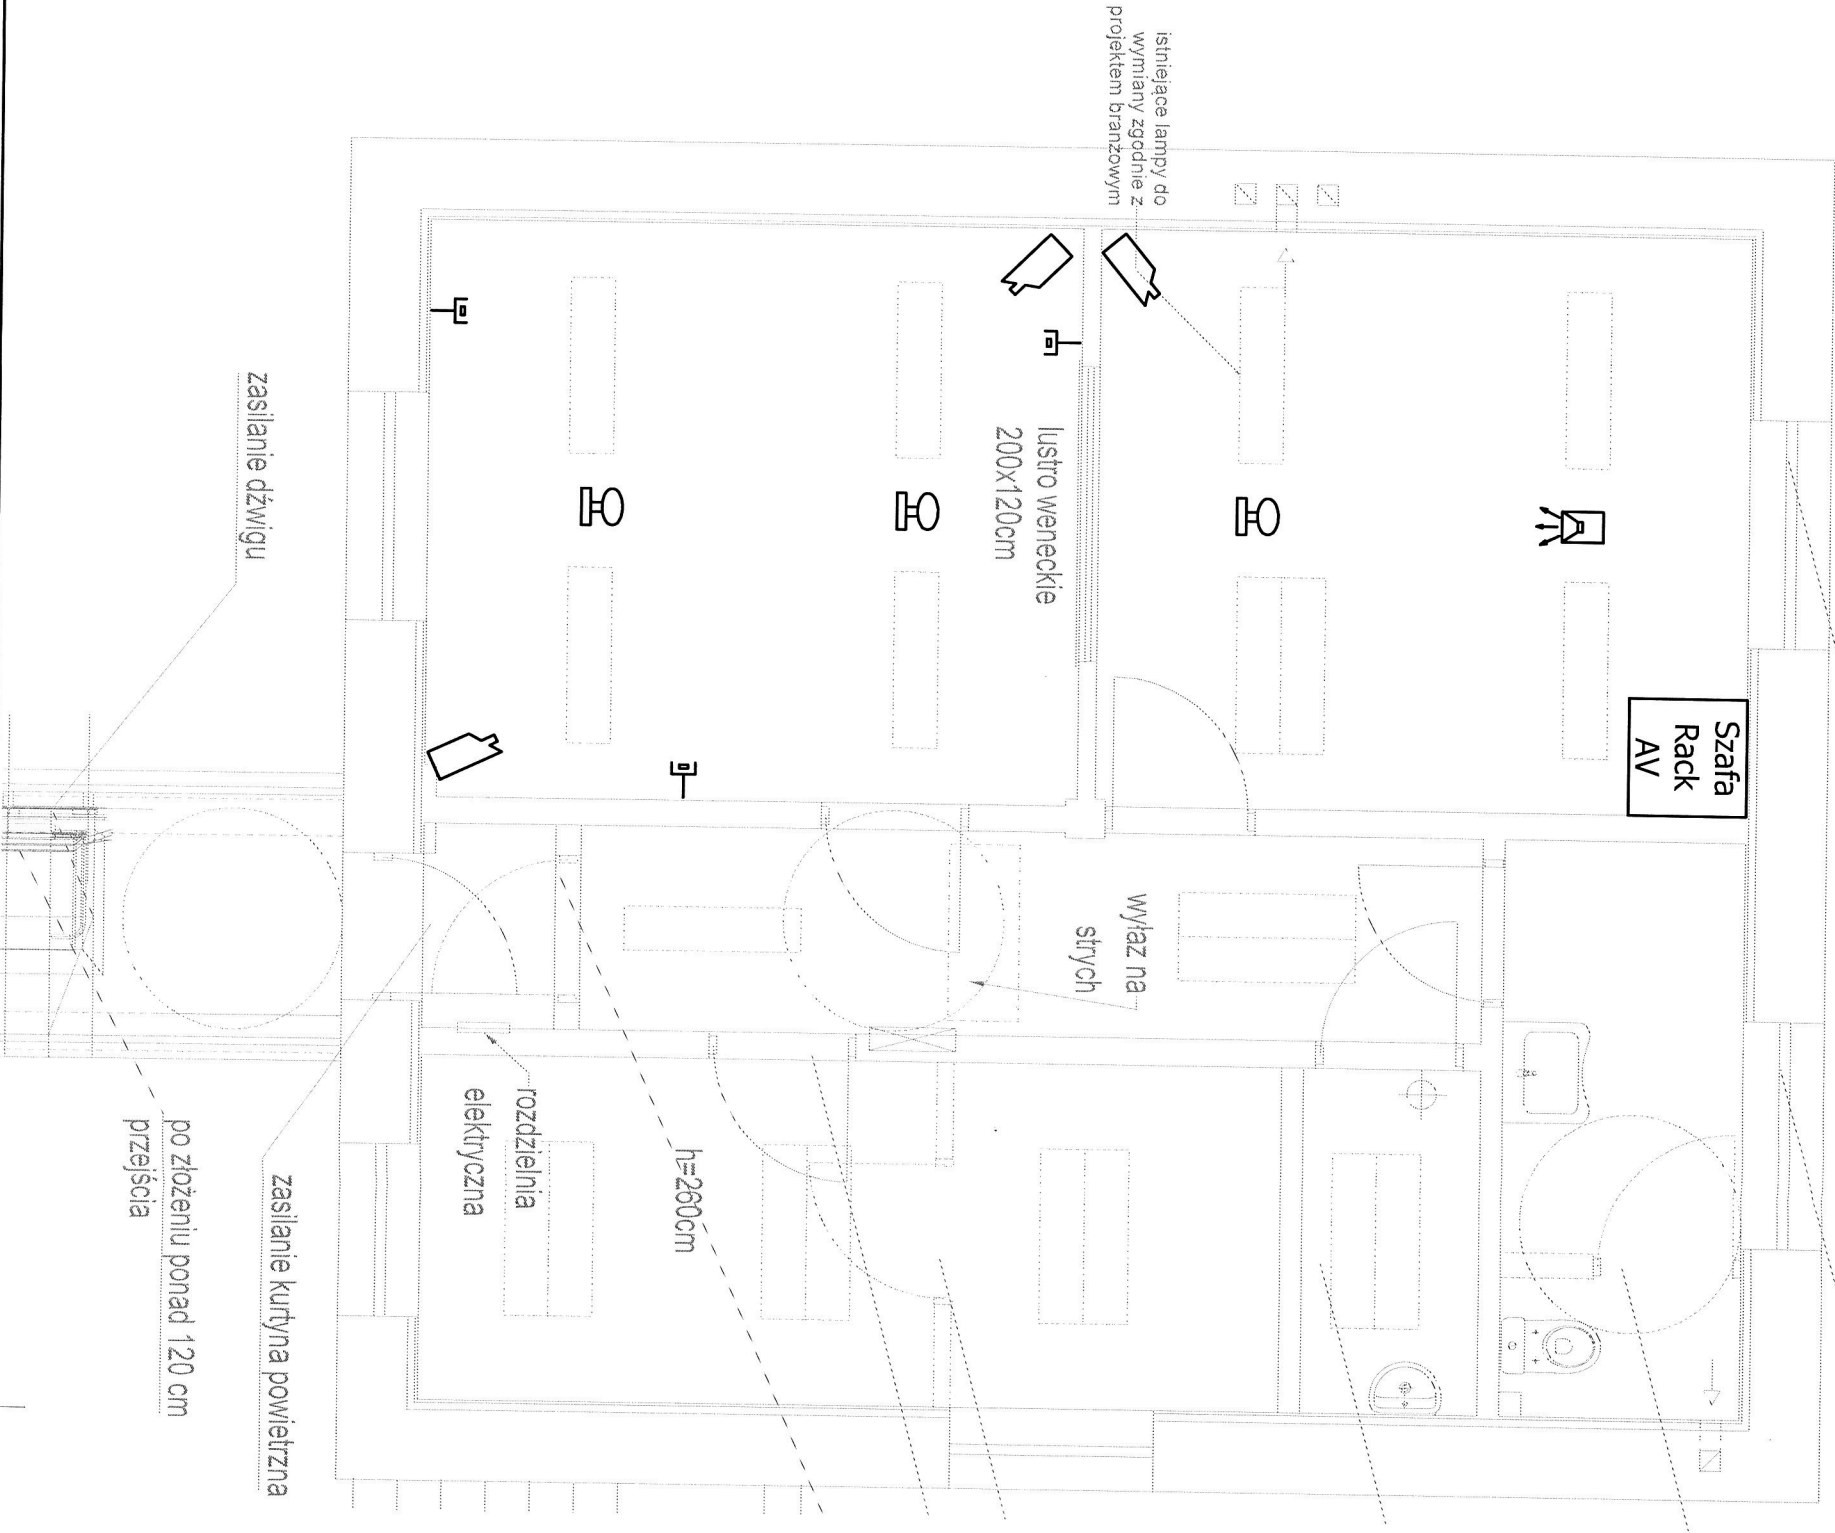 istniejące lampy do
wymiany zgodnie z
projektem branżowym
Szafa
Rack
AV
lustro weneckie
200x120cm
wyłaz na
strych
zasilanie dźwigu
rozdzielnia
elektryczna
h=260cm
zasilanie kurtyna powietrzna
po złożeniu ponad 120 cm
przejścia